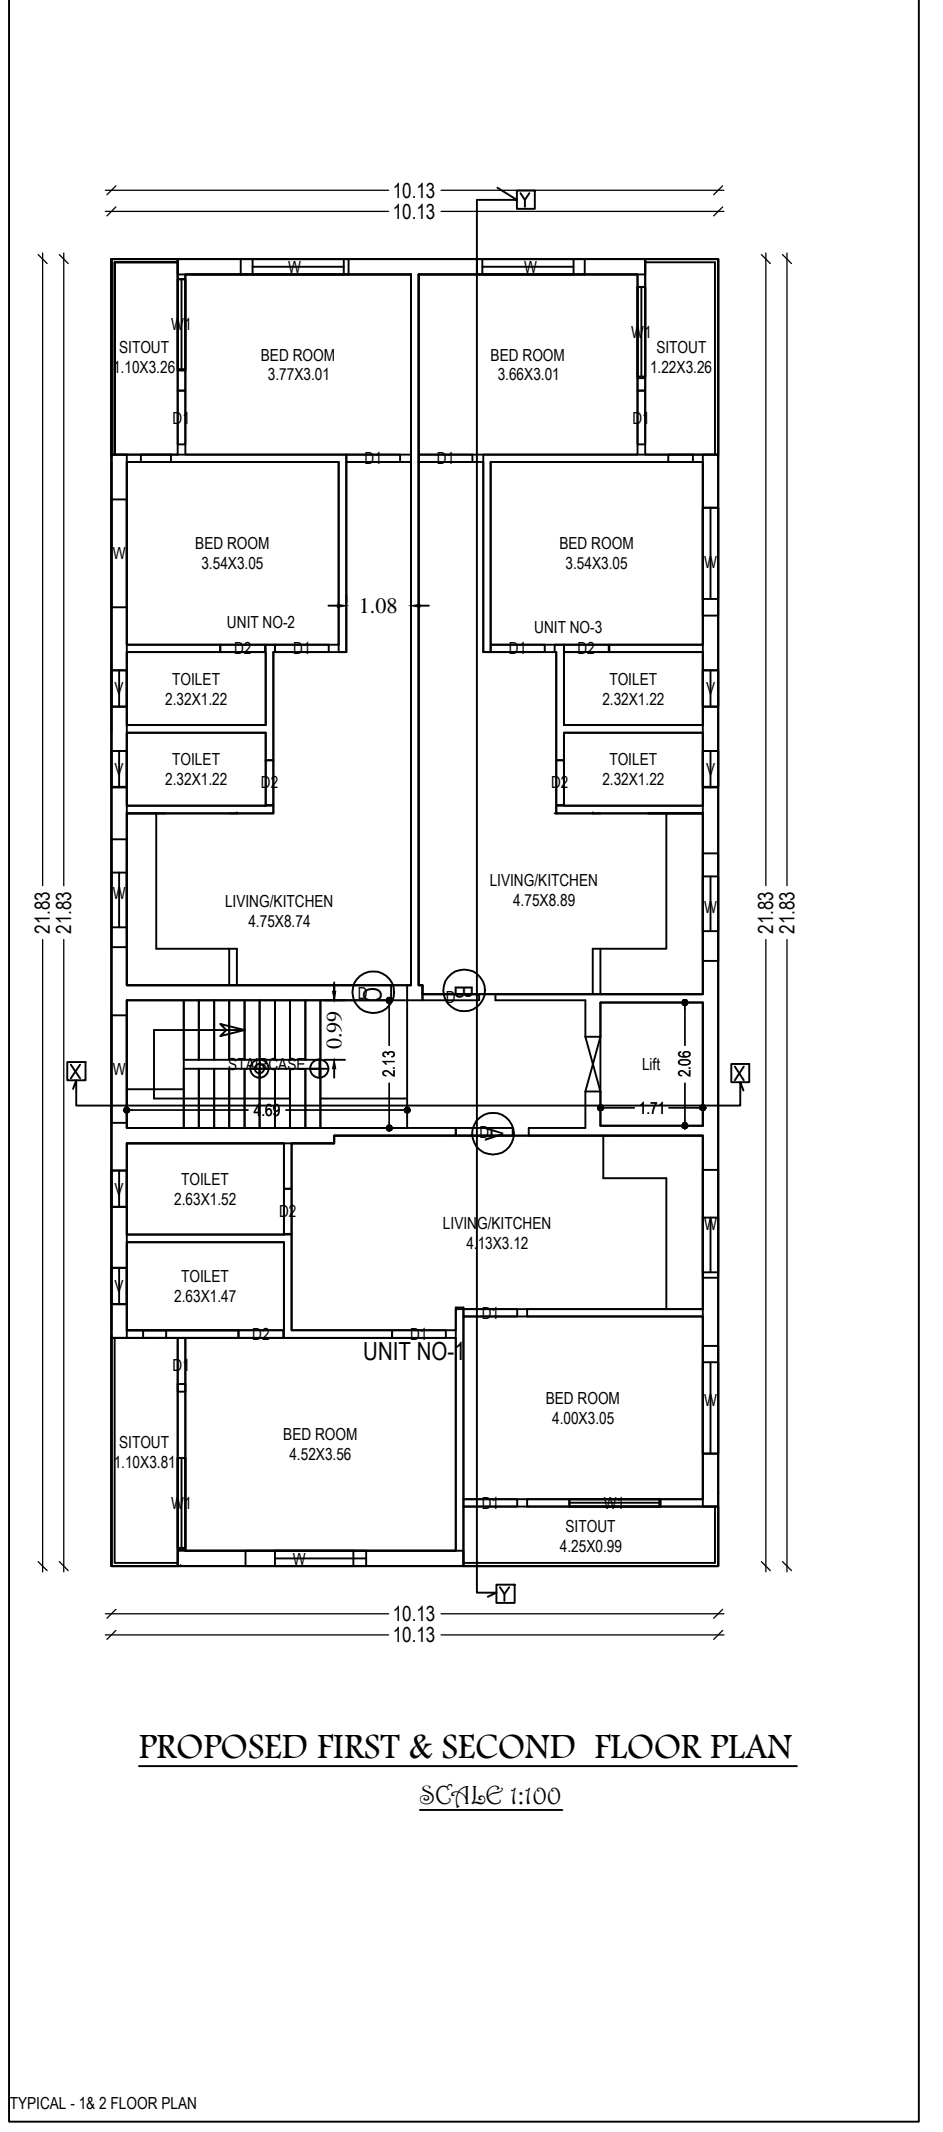 10.13
Y
10.13
W
W
W1
W1
SITOUT
1.10X3.26
BED ROOM
3.77X3.01
BED ROOM
3.66X3.01
SITOUT
1.22X3.26
D1
D1
D1
D1
BED ROOM
3.54X3.05
BED ROOM
3.54X3.05
W
W
1.08
UNIT NO-2
UNIT NO-3
D2
D1
D1
D2
TOILET
2.32X1.22
TOILET
2.32X1.22
V
V
TOILET
2.32X1.22
TOILET
2.32X1.22
V
V
D2
D2
LIVING/KITCHEN
4.75X8.74
LIVING/KITCHEN
4.75X8.89
W
W
21.83
21.83
21.83
21.83
D
C
D
B
0.99
2.13
2.06
STAIRCASE
Lift
W
X
X
4.69
1.71
D
A
TOILET
2.63X1.52
V
D2
LIVING/KITCHEN
4.13X3.12
W
TOILET
2.63X1.47
V
D1
D2
D1
UNIT NO-1
D1
BED ROOM
4.00X3.05
W
SITOUT
1.10X3.81
BED ROOM
4.52X3.56
W1
D1
W1
SITOUT
4.25X0.99
W
Y
10.13
10.13
PROPOSED FIRST & SECOND FLOOR PLAN
SCALE 1:100
TYPICAL - 1& 2 FLOOR PLAN